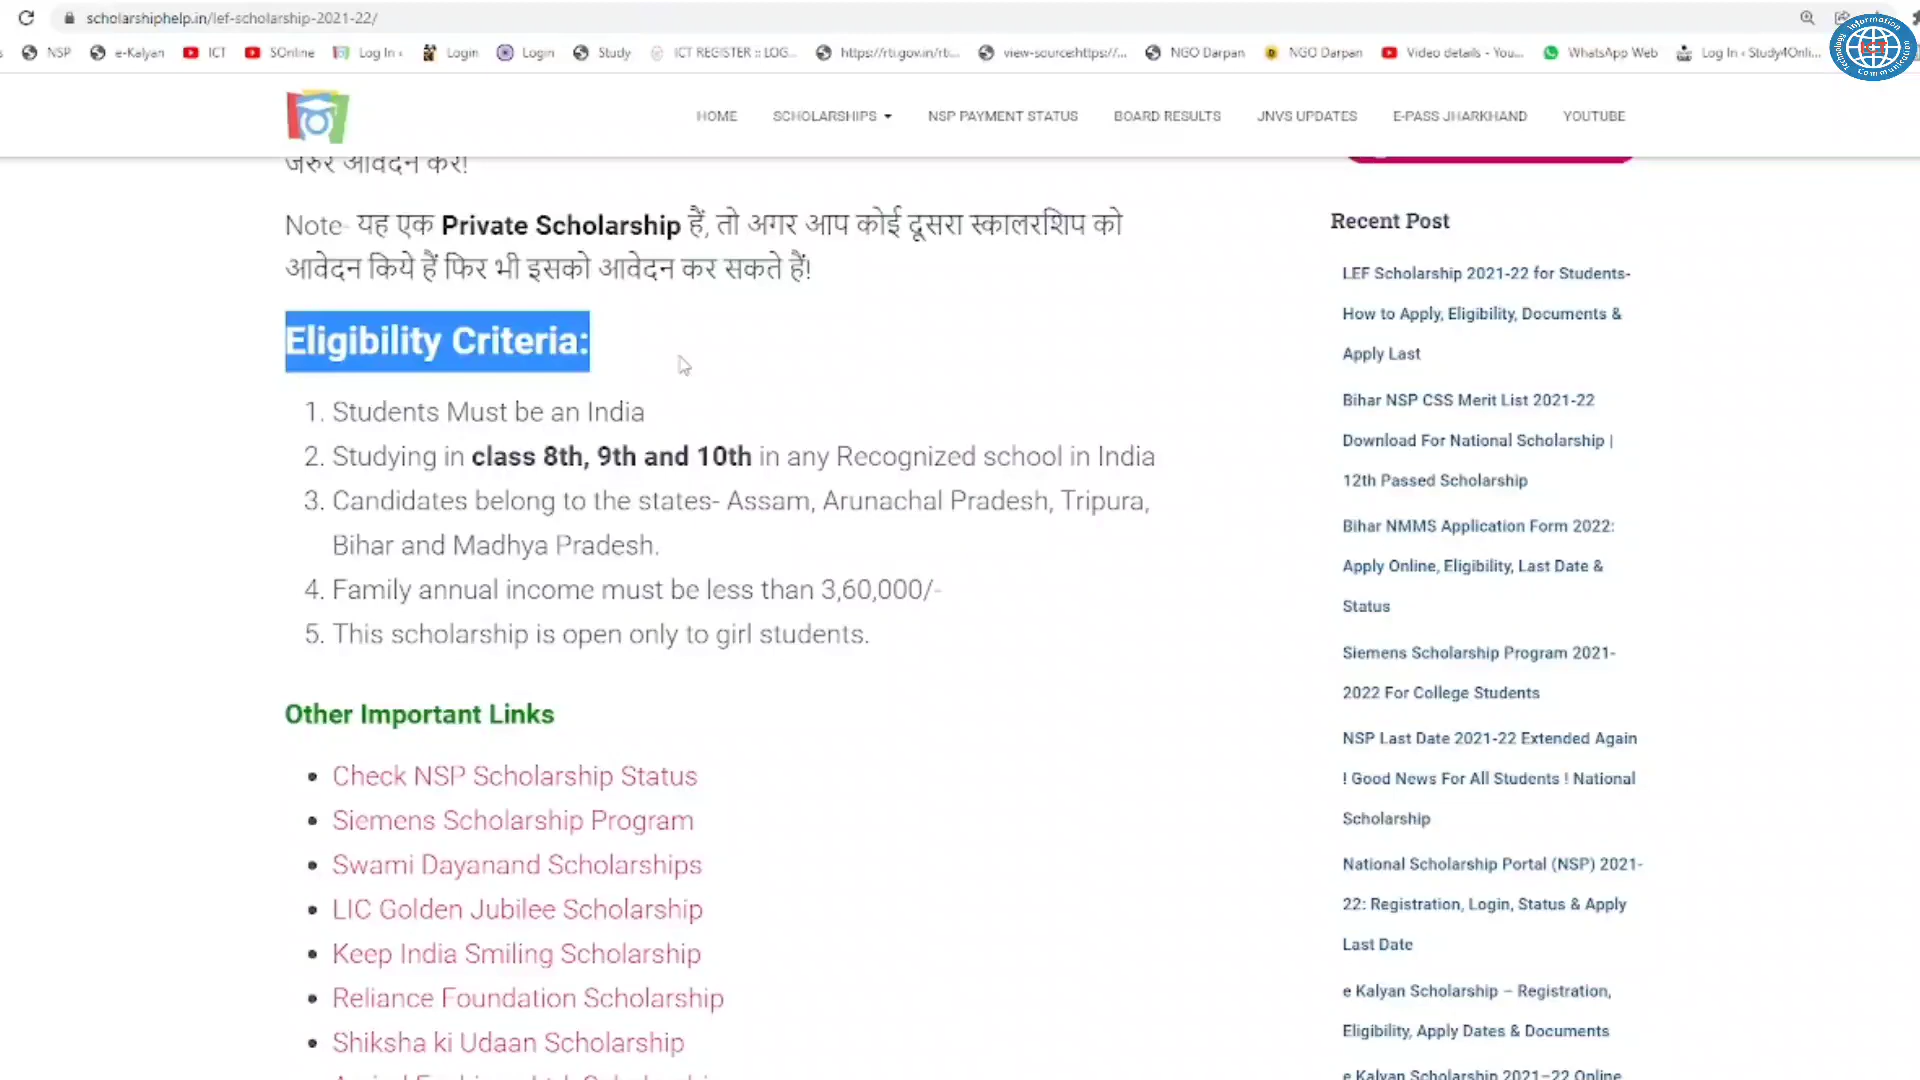 scholarshiphelp.in/lef-scholarship-2021-22/
NSP e-Kalyan ICT SOnline Log In ‹ Login Login Study ICT REGISTER :: LOG... https://rti.gov.in/rti... view-source:https://... NGO Darpan NGO Darpan Video details - You... WhatsApp Web Log In ‹ Study4Onli...
Information
Communication
ICT
HOME SCHOLARSHIPS NSP PAYMENT STATUS BOARD RESULTS JNVS UPDATES E-PASS JHARKHAND YOUTUBE
जरुर आवेदन करे!
Note- यह एक Private Scholarship हैं, तो अगर आप कोई दूसरा स्कालरशिप को
आवेदन किये हैं फिर भी इसको आवेदन कर सकते हैं!
Eligibility Criteria:
1. Students Must be an India
2. Studying in class 8th, 9th and 10th in any Recognized school in India
3. Candidates belong to the states- Assam, Arunachal Pradesh, Tripura,
Bihar and Madhya Pradesh.
4. Family annual income must be less than 3,60,000/-
5. This scholarship is open only to girl students.
Other Important Links
Check NSP Scholarship Status
Siemens Scholarship Program
Swami Dayanand Scholarships
LIC Golden Jubilee Scholarship
Keep India Smiling Scholarship
Reliance Foundation Scholarship
Shiksha ki Udaan Scholarship
Recent Post
LEF Scholarship 2021-22 for Students-
How to Apply, Eligibility, Documents &
Apply Last
Bihar NSP CSS Merit List 2021-22
Download For National Scholarship |
12th Passed Scholarship
Bihar NMMS Application Form 2022:
Apply Online, Eligibility, Last Date &
Status
Siemens Scholarship Program 2021-
2022 For College Students
NSP Last Date 2021-22 Extended Again
! Good News For All Students ! National
Scholarship
National Scholarship Portal (NSP) 2021-
22: Registration, Login, Status & Apply
Last Date
e Kalyan Scholarship – Registration,
Eligibility, Apply Dates & Documents
e Kalyan Scholarship 2021–22 Online